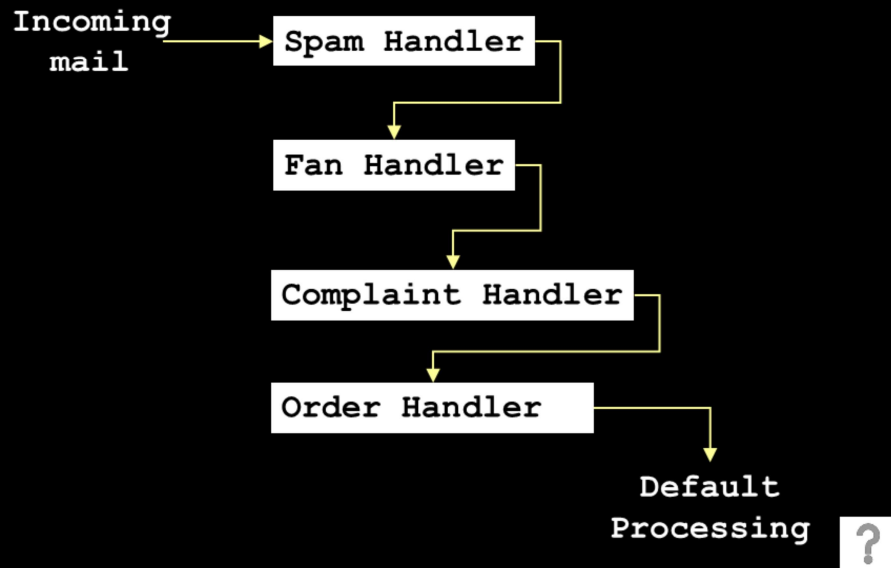 Incoming
mail
Spam Handler
Fan Handler
Complaint Handler
Order Handler
Default
Processing
?